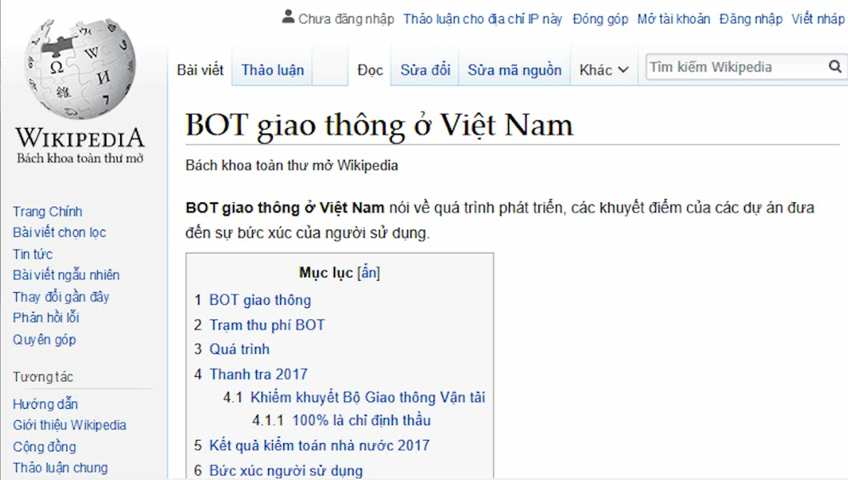 Chưa đăng nhập Thảo luận cho địa chỉ IP này Đóng góp Mở tài khoản Đăng nhập Viết nháp
Bài viết Thảo luận Đọc Sửa đổi Sửa mã nguồn Khác Tìm kiếm Wikipedia
WIKIPEDIA
Bách khoa toàn thư mở
BOT giao thông ở Việt Nam
Bách khoa toàn thư mở Wikipedia
BOT giao thông ở Việt Nam nói về quá trình phát triển, các khuyết điểm của các dự án đưa
đến sự bức xúc của người sử dụng.
Mục lục [ẩn]
1 BOT giao thông
2 Trạm thu phí BOT
3 Quá trình
4 Thanh tra 2017
4.1 Khiếm khuyết Bộ Giao thông Vận tải
4.1.1 100% là chỉ định thầu
5 Kết quả kiểm toán nhà nước 2017
6 Bức xúc người sử dụng
Trang Chính
Bài viết chọn lọc
Tin tức
Bài viết ngẫu nhiên
Thay đổi gần đây
Phản hồi lỗi
Quyên góp
Tương tác
Hướng dẫn
Giới thiệu Wikipedia
Cộng đồng
Thảo luận chung